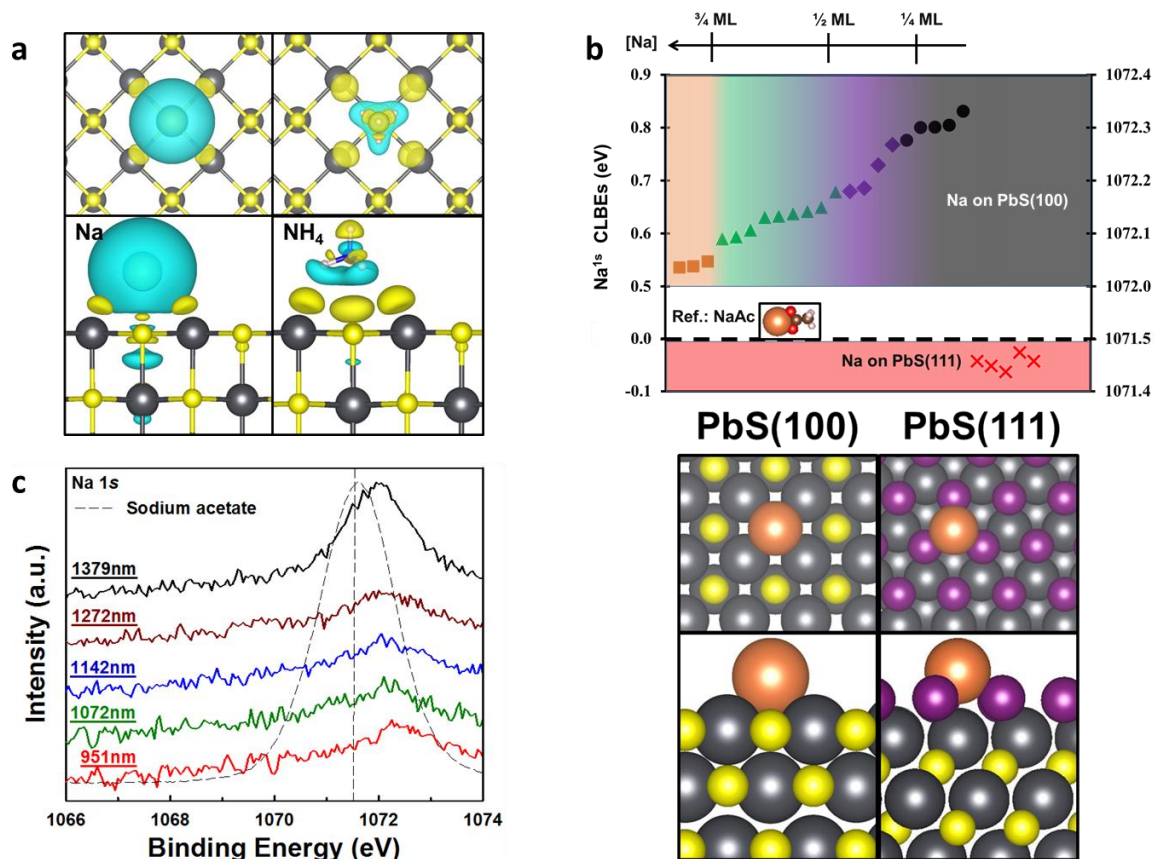 a
Na
NH4
b
¾ ML
½ ML
¼ ML
[Na]
Na1s CLBEs (eV)
0.9
0.8
0.7
0.6
0.5
0.0
-0.1
1072.4
1072.3
1072.2
1072.1
1072.0
1071.5
1071.4
Na on PbS(100)
Ref.: NaAc
Na on PbS(111)
PbS(100)
PbS(111)
c
Na 1s
Sodium acetate
1379nm
1272nm
1142nm
1072nm
951nm
Intensity (a.u.)
1066
1068
1070
1072
1074
Binding Energy (eV)